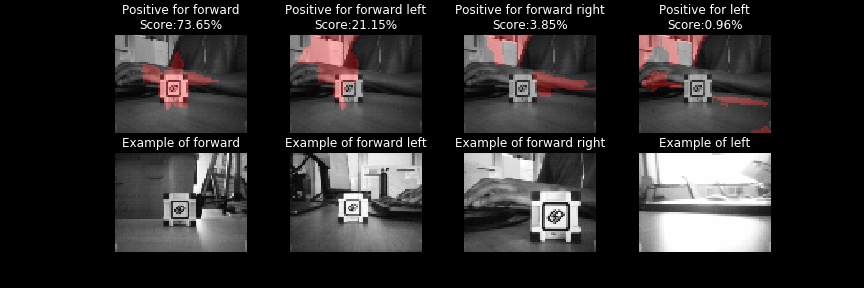 Positive for forward
Score:73.65%
Positive for forward left
Score:21.15%
Positive for forward right
Score:3.85%
Positive for left
Score:0.96%
Example of forward
Example of forward left
Example of forward right
Example of left